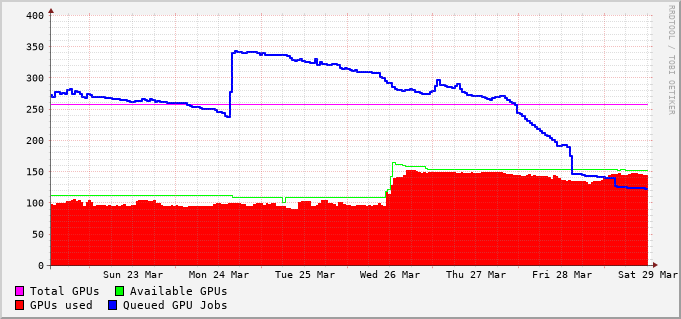 RRDTOOL / TOBI OETIKER
400
350
300
250
200
150
100
50
0
Sun 23 Mar Mon 24 Mar Tue 25 Mar Wed 26 Mar Thu 27 Mar Fri 28 Mar Sat 29 Mar
Total GPUs Available GPUs
GPUs used Queued GPU Jobs